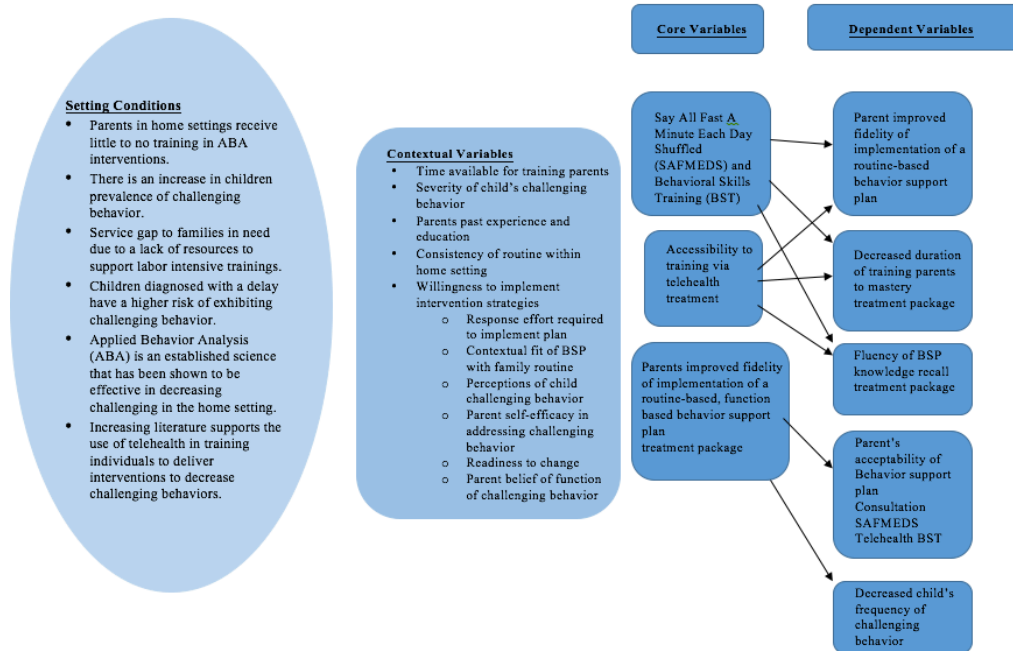 Setting Conditions
• Parents in home settings receive
little to no training in ABA
interventions.
• There is an increase in children
prevalence of challenging
behavior.
• Service gap to families in need
due to a lack of resources to
support labor intensive trainings.
• Children diagnosed with a delay
have a higher risk of exhibiting
challenging behavior.
• Applied Behavior Analysis
(ABA) is an established science
that has been shown to be
effective in decreasing
challenging in the home setting.
• Increasing literature supports the
use of telehealth in training
individuals to deliver
interventions to decrease
challenging behaviors.
Contextual Variables
▪ Time available for training parents
▪ Severity of child's challenging
behavior
▪ Parents past experience and
education
▪ Consistency of routine within
home setting
▪ Willingness to implement
intervention strategies
o Response effort required
to implement plan
o Contextual fit of BSP
with family routine
o Perceptions of child
challenging behavior
o Parent self-efficacy in
addressing challenging
behavior
o Readiness to change
o Parent belief of function
of challenging behavior
Core Variables
Say All Fast A
Minute Each Day
Shuffled
(SAFMEDS) and
Behavioral Skills
Training (BST)
Accessibility to
training via
telehealth
treatment
Parents improved fidelity
of implementation of a
routine-based, function
based behavior support
plan
treatment package
Dependent Variables
Parent improved
fidelity of
implementation of a
routine-based
behavior support
plan
Decreased duration
of training parents
to mastery
treatment package
Fluency of BSP
knowledge recall
treatment package
Parent's
acceptability of
Behavior support
plan
Consultation
SAFMEDS
Telehealth BST
Decreased child's
frequency of
challenging
behavior